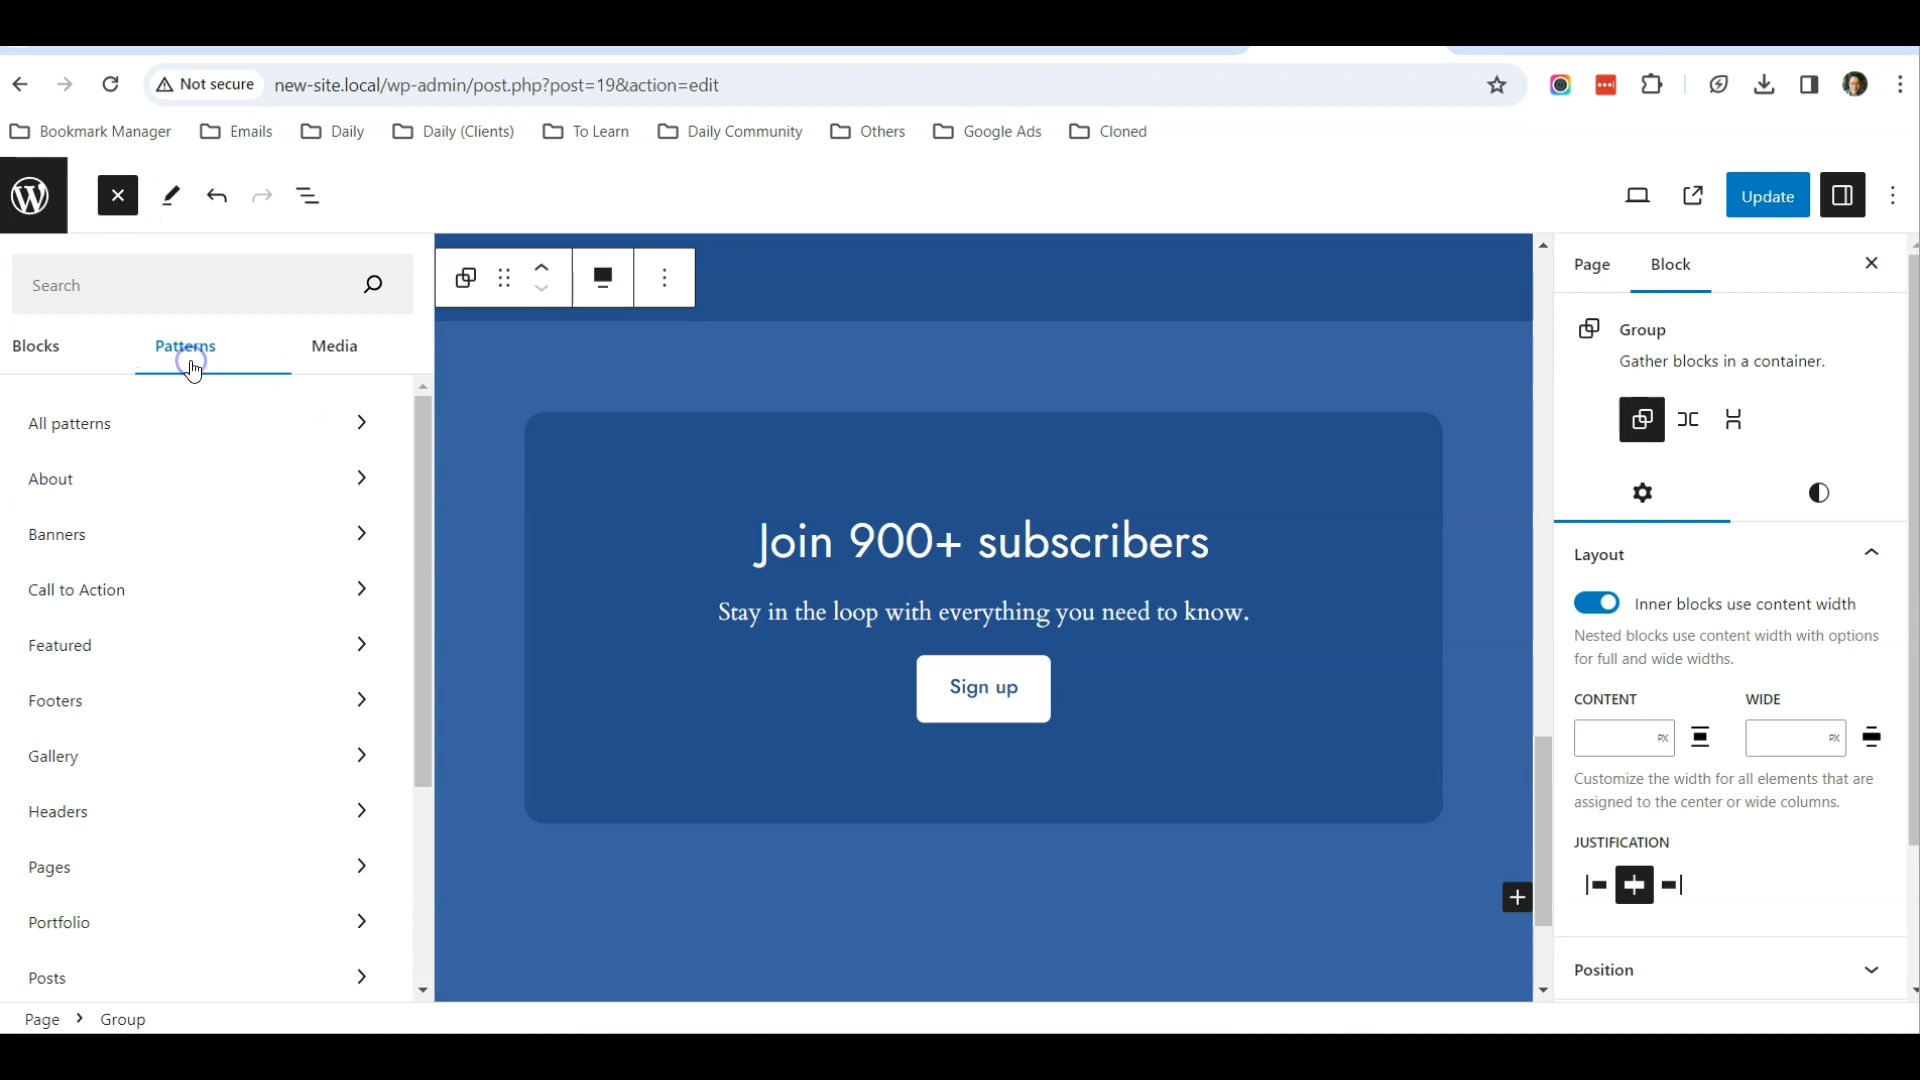 Not secure new-site.local/wp-admin/post.php?post=19&action=edit
Bookmark Manager Emails Daily Daily (Clients) To Learn Daily Community Others Google Ads Cloned
Update
Search
Blocks Patterns Media
All patterns
About
Banners
Call to Action
Featured
Footers
Gallery
Headers
Pages
Portfolio
Posts
Join 900+ subscribers
Stay in the loop with everything you need to know.
Sign up
Page Block
Group
Gather blocks in a container.
Layout
Inner blocks use content width
Nested blocks use content width with options
for full and wide widths.
CONTENT WIDE
PX PX
Customize the width for all elements that are
assigned to the center or wide columns.
JUSTIFICATION
Position
Page > Group